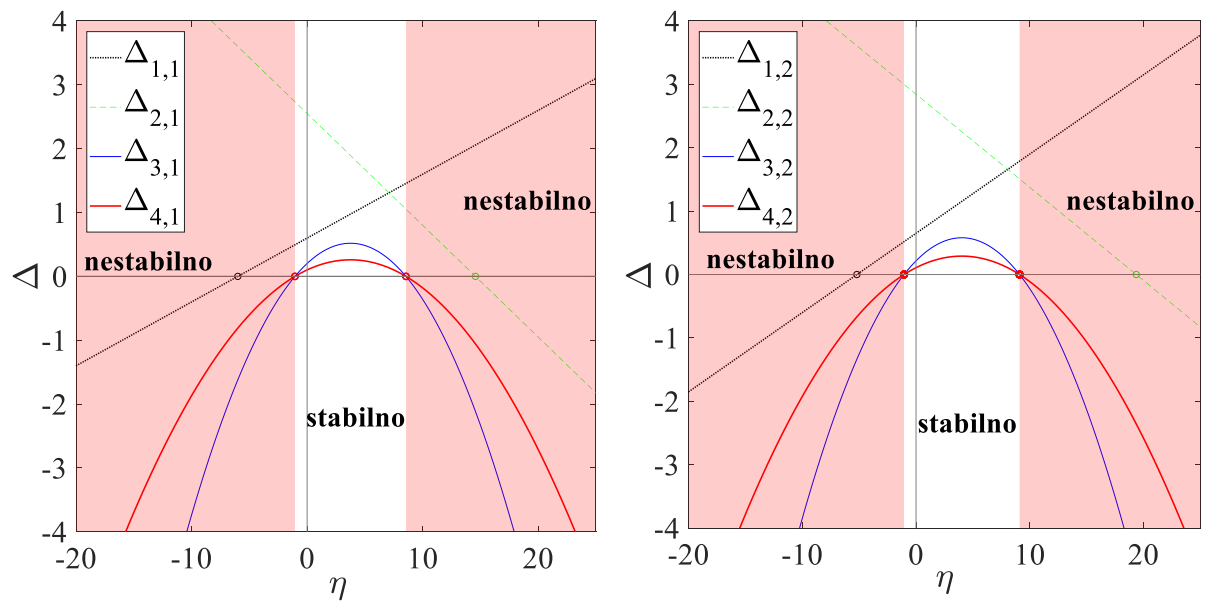 4
3
2
1
0
-1
-2
-3
-4
Δ
Δ1,1
Δ2,1
Δ3,1
Δ4,1
nestabilno
nestabilno
stabilno
-20 -10 0 10 20
η
4
3
2
1
0
-1
-2
-3
-4
Δ
Δ1,2
Δ2,2
Δ3,2
Δ4,2
nestabilno
nestabilno
stabilno
-20 -10 0 10 20
η